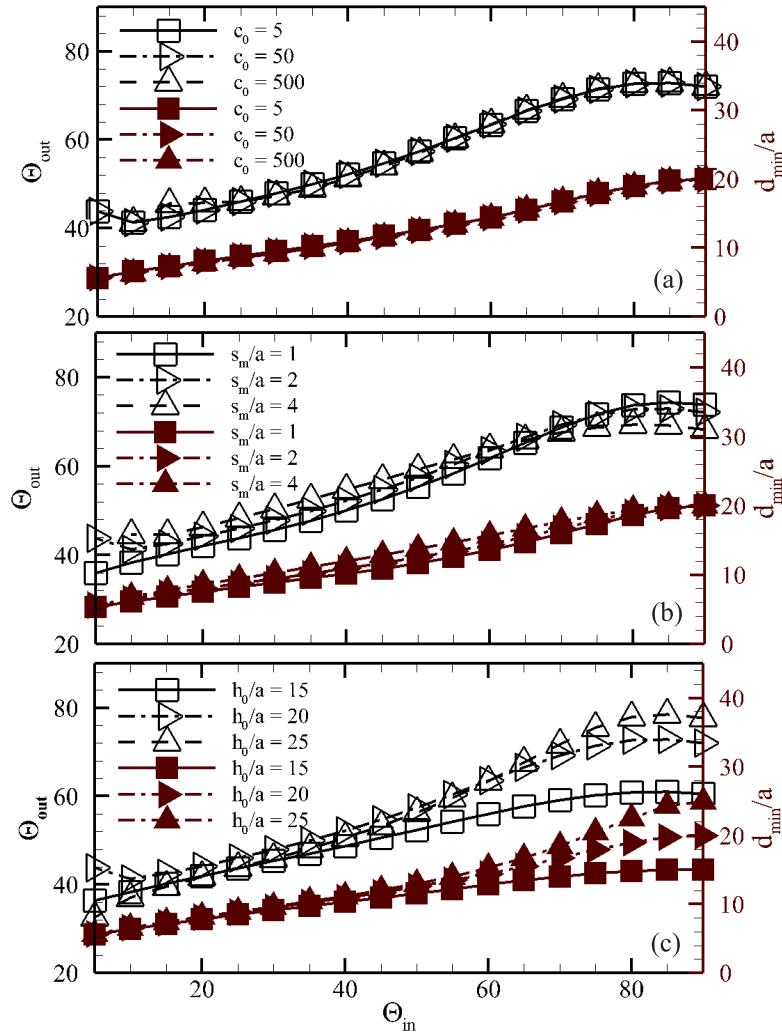 80
60
40
20
Θout
c0 = 5
c0 = 50
c0 = 500
c0 = 5
c0 = 50
c0 = 500
40
30
20
10
0
dmin/a
(a)
80
60
40
20
Θout
sm/a = 1
sm/a = 2
sm/a = 4
sm/a = 1
sm/a = 2
sm/a = 4
40
30
20
10
0
dmin/a
(b)
80
60
40
20
Θout
h0/a = 15
h0/a = 20
h0/a = 25
h0/a = 15
h0/a = 20
h0/a = 25
40
30
20
10
0
dmin/a
(c)
20 40 60 80
Θin